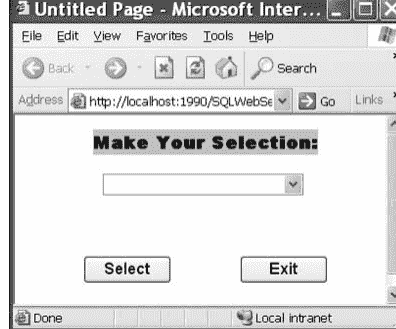 Untitled Page - Microsoft Inter...
File Edit View Favorites Tools Help
Back Search
Address http://localhost:1990/SQLWebSe Go Links
Make Your Selection:
Select Exit
Done Local intranet